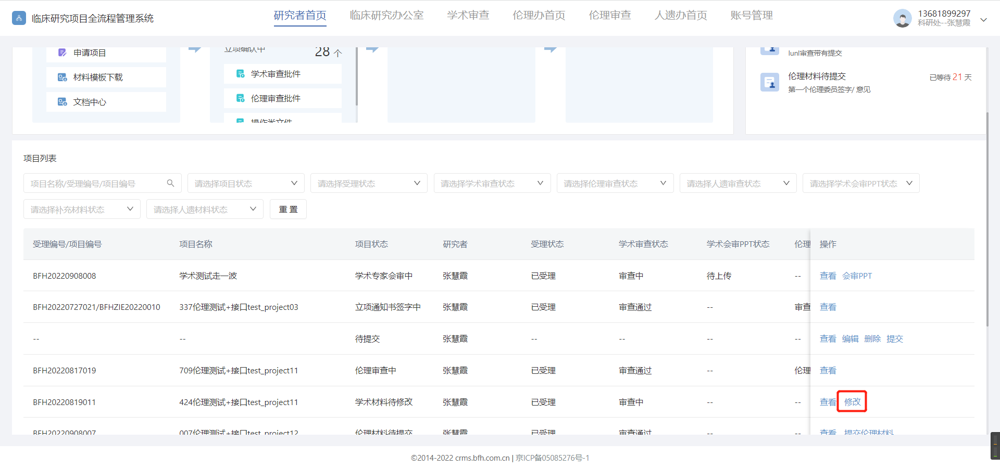 临床研究项目全流程管理系统
研究者首页 临床研究办公室 学术审查 伦理办首页 伦理审查 人遗办首页 账号管理
13681899297
科研处--张慧霞
申请项目
材料模板下载
文档中心
立项确认中 28 个
学术审查批件
伦理审查批件
操作类文件
lunl审查带有提交
伦理材料待提交 已等待 21 天
第一个伦理委员签字/ 意见
项目列表
项目名称/受理编号/项目编号 请选择项目状态 请选择受理状态 请选择学术审查状态 请选择伦理审查状态 请选择人遗审查状态 请选择学术会审PPT状态
请选择补充材料状态 请选择人遗材料状态 重 置
受理编号/项目编号 项目名称 项目状态 研究者 受理状态 学术审查状态 学术会审PPT状态 伦理 操作
BFH20220908008 学术测试走一波 学术专家会审中 张慧霞 已受理 审查中 待上传 -- 查看 会审PPT
BFH20220727021/BFHZIE20220010 337伦理测试+接口test_project03 立项通知书签字中 张慧霞 已受理 审查通过 -- 审查 查看
-- -- 待提交 张慧霞 -- -- -- -- 查看 编辑 删除 提交
BFH20220817019 709伦理测试+接口test_project11 伦理审查中 张慧霞 已受理 审查通过 -- 伦理 查看
BFH20220819011 424伦理测试+接口test_project11 学术材料待修改 张慧霞 已受理 审查中 -- -- 查看 修改
BFH20220908007 007伦理测试+接口test_project12 伦理材料待提交 张慧霞 已受理 审查通过 -- -- 查看 提交伦理材料
©2014-2022 crms.bfh.com.cn | 京ICP备05085276号-1